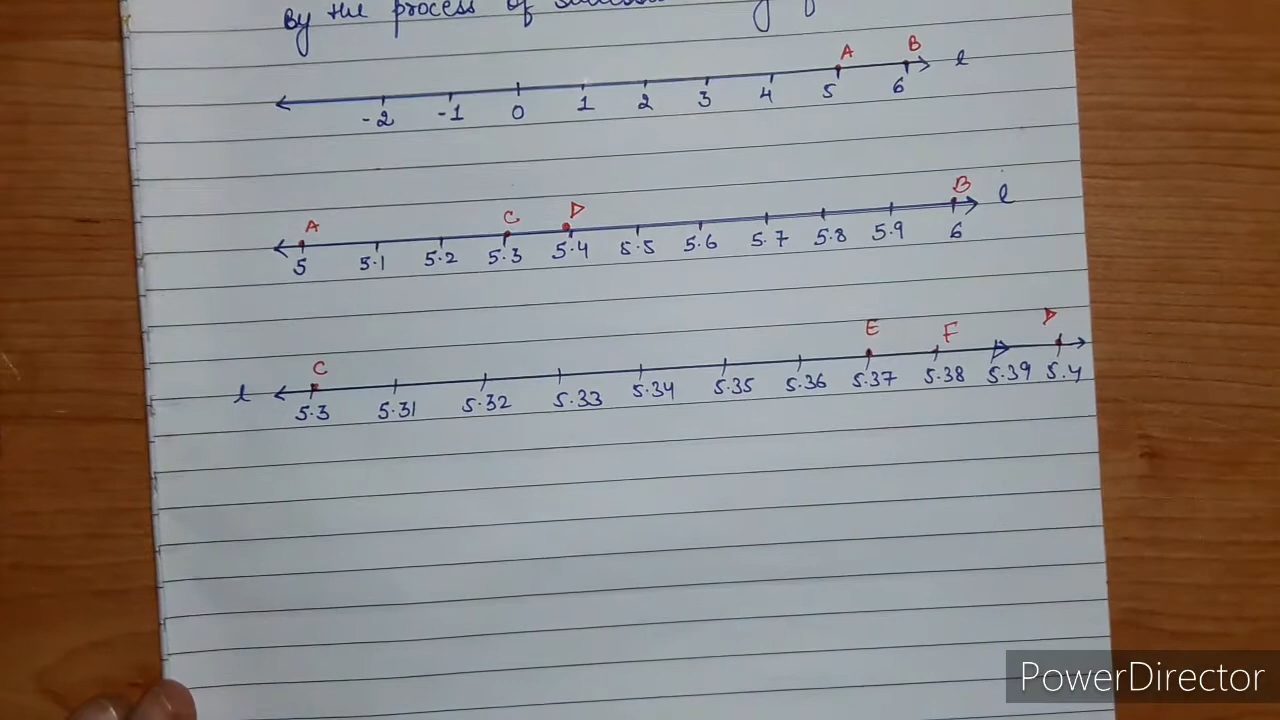 By the process of
A B
-2 -1 0 1 2 3 4 5 6 l
A C D B l
5 5.1 5.2 5.3 5.4 5.5 5.6 5.7 5.8 5.9 6
C E F D
l 5.3 5.31 5.32 5.33 5.34 5.35 5.36 5.37 5.38 5.39 5.4
PowerDirector